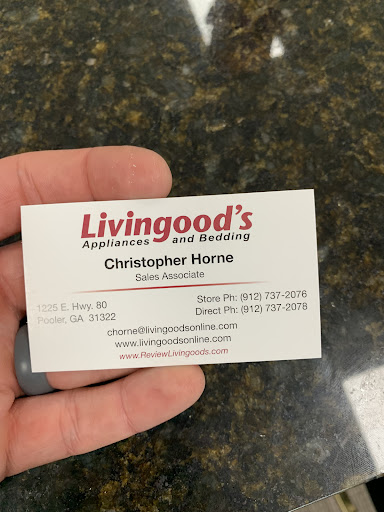 Livingood's
Appliances and Bedding
Christopher Horne
Sales Associate
1225 E. Hwy. 80
Pooler, GA 31322
Store Ph: (912) 737-2076
Direct Ph: (912) 737-2078
chorne@livingoodsonline.com
www.livingoodsonline.com
www.ReviewLivingoods.com